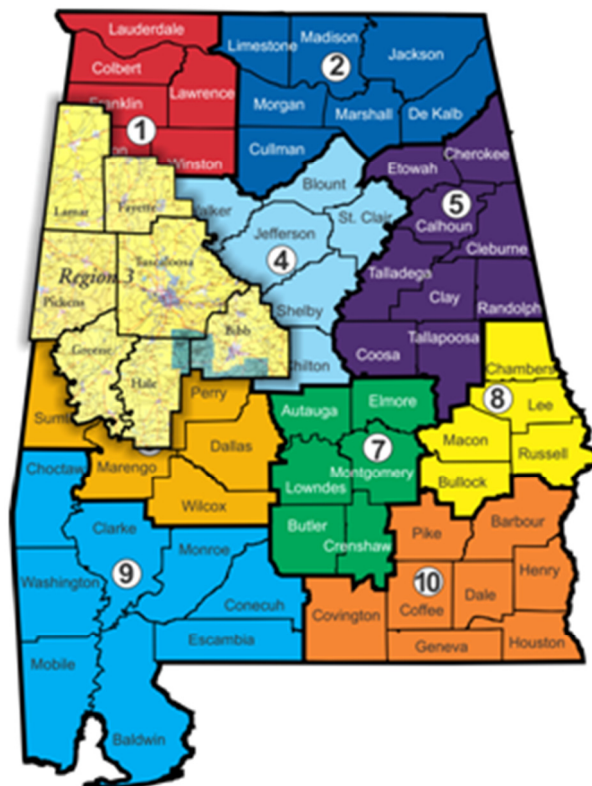 Lauderdale
Limestone
Madison
Jackson
2
Colbert
Lawrence
Franklin
Morgan
Marshall
De Kalb
1
Winston
Cullman
Cherokee
Etowah
Blount
Lamar
Fayette
St. Clair
5
Calhoun
Jefferson
4
Cleburne
Tuscaloosa
Region 3
Talladega
Clay
Randolph
Pickens
Shelby
Bibb
Tallapoosa
Coosa
Greene
Hale
Chambers
Perry
8
Lee
Autauga
Elmore
Macon
Dallas
7
Russell
Choctaw
Marengo
Montgomery
Bullock
Lowndes
Wilcox
Clarke
Butler
Pike
Barbour
Monroe
Crenshaw
9
10
Henry
Washington
Dale
Conecuh
Covington
Coffee
Escambia
Houston
Geneva
Mobile
Baldwin